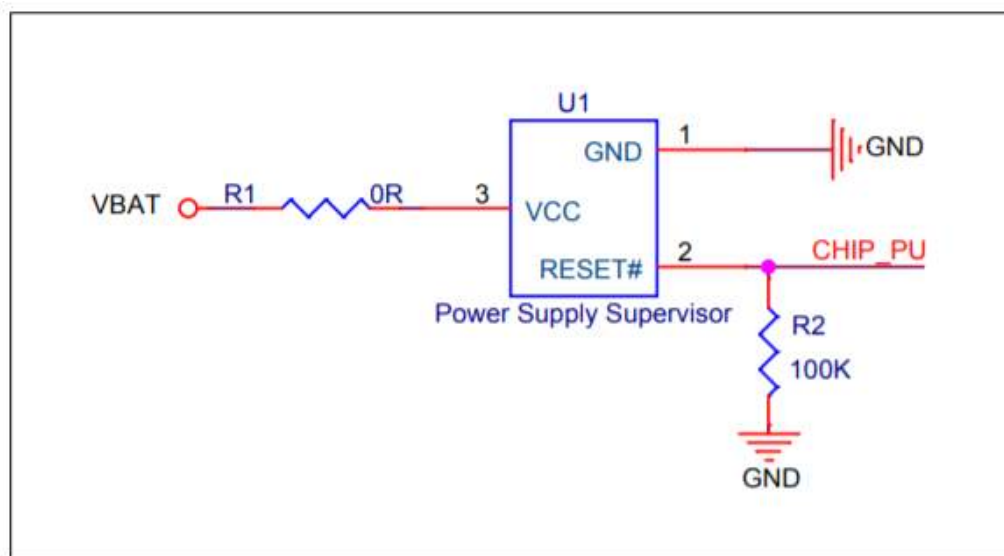 U1
GND 1 GND
VBAT R1 0R 3 VCC
RESET# 2 CHIP_PU
Power Supply Supervisor
R2
100K
GND